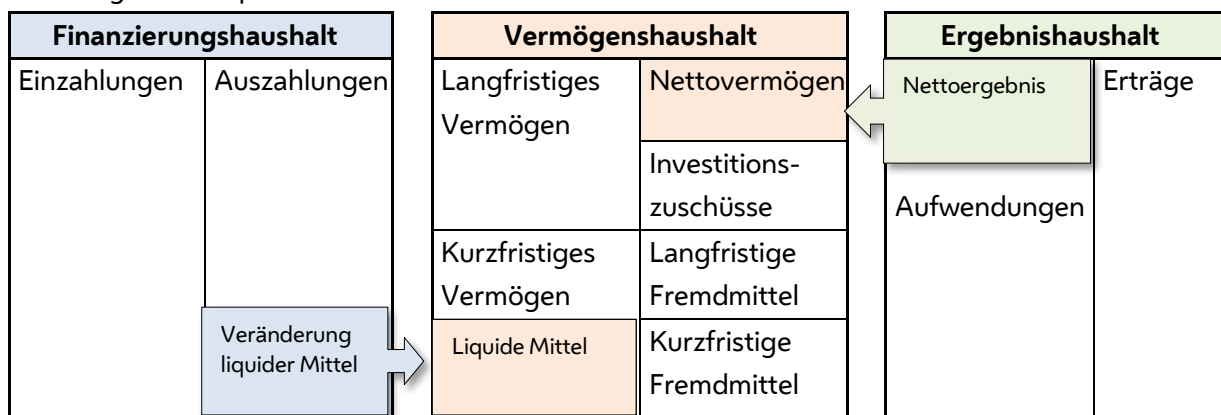 Finanzierungshaushalt
Einzahlungen
Auszahlungen
Veränderung
liquider Mittel
Vermögenshaushalt
Langfristiges
Vermögen
Kurzfristiges
Vermögen
Liquide Mittel
Nettovermögen
Investitions-
zuschüsse
Langfristige
Fremdmittel
Kurzfristige
Fremdmittel
Ergebnishaushalt
Nettoergebnis
Aufwendungen
Erträge